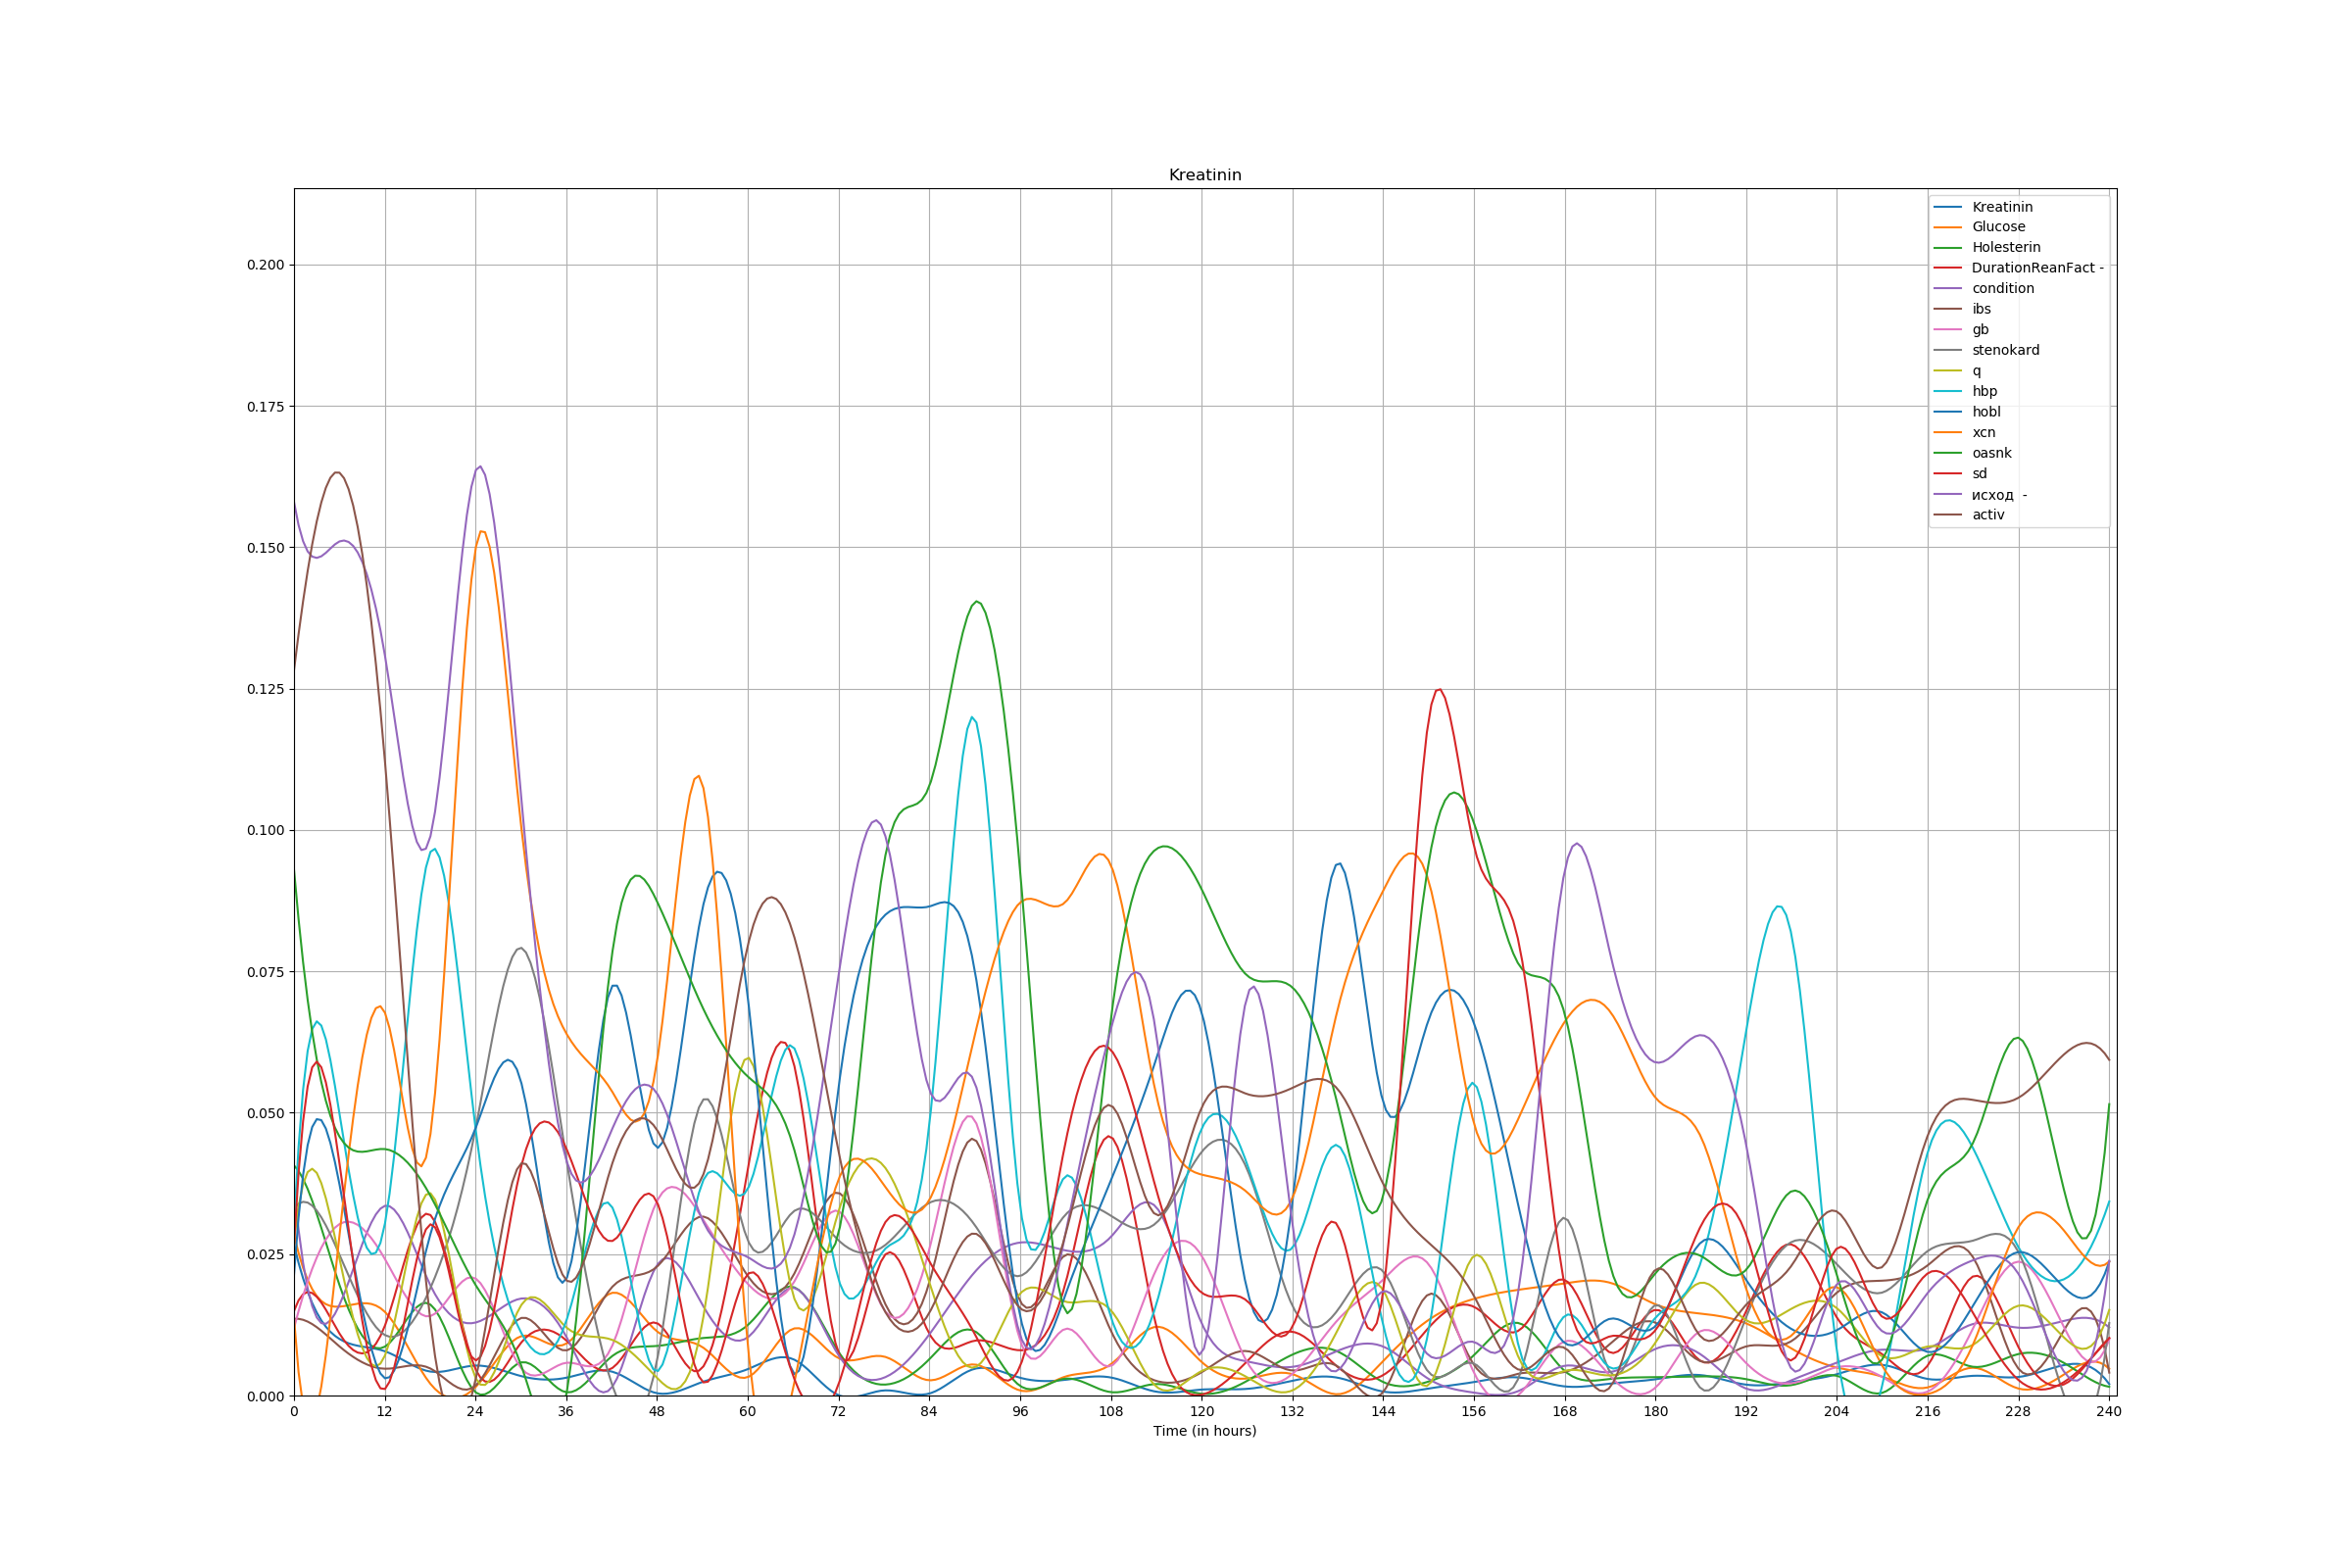 Kreatinin
0.200
0.175
0.150
0.125
0.100
0.075
0.050
0.025
0.000
Kreatinin
Glucose
Holesterin
DurationReanFact -
condition
ibs
gb
stenokard
q
hbp
hobl
xcn
oasnk
sd
исход  -
activ
0 12 24 36 48 60 72 84 96 108 120 132 144 156 168 180 192 204 216 228 240
Time (in hours)